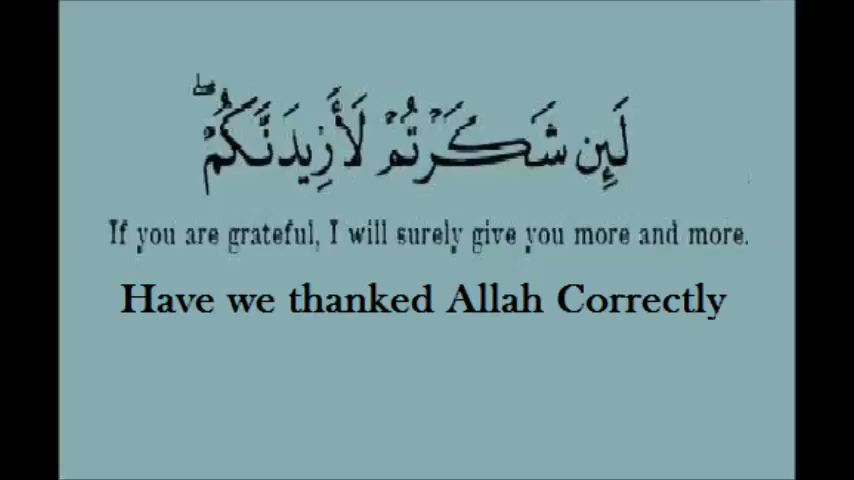 لَئِن شَكَرْتُمْ لَأَزِيدَنَّكُمْ ۖ
If you are grateful, I will surely give you more and more.
Have we thanked Allah Correctly